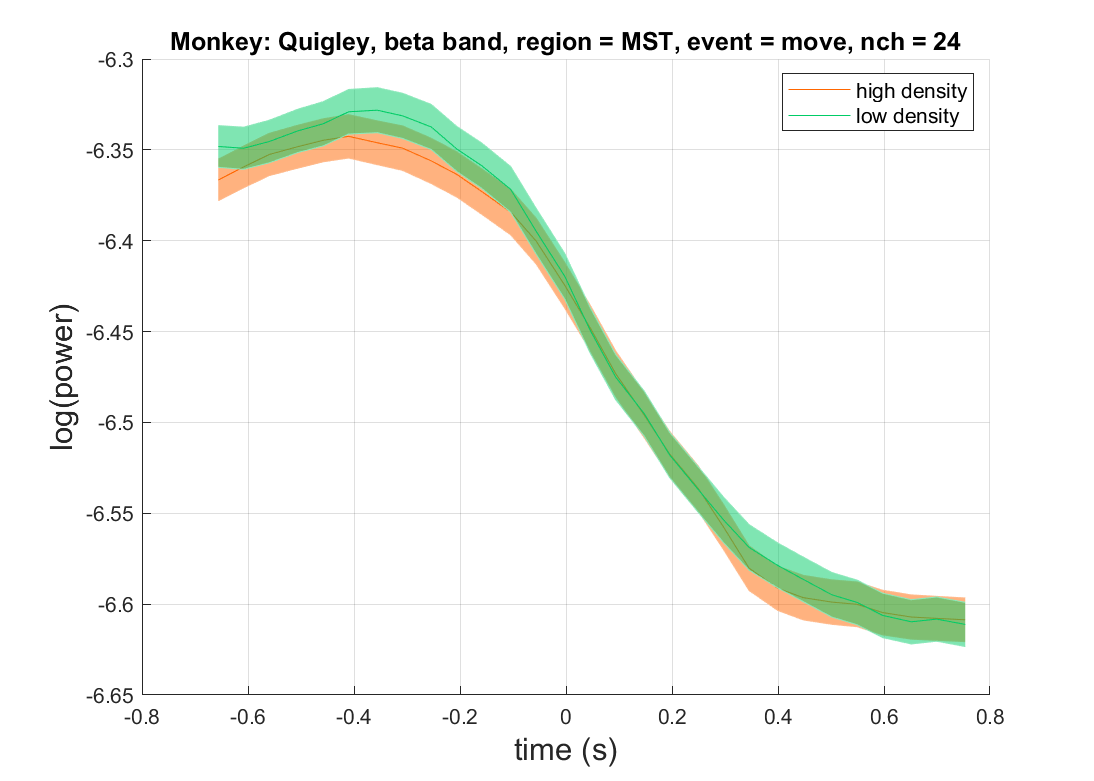 Monkey: Quigley, beta band, region = MST, event = move, nch = 24
high density
low density
-6.3
-6.35
-6.4
-6.45
-6.5
-6.55
-6.6
-6.65
log(power)
-0.8 -0.6 -0.4 -0.2 0 0.2 0.4 0.6 0.8
time (s)